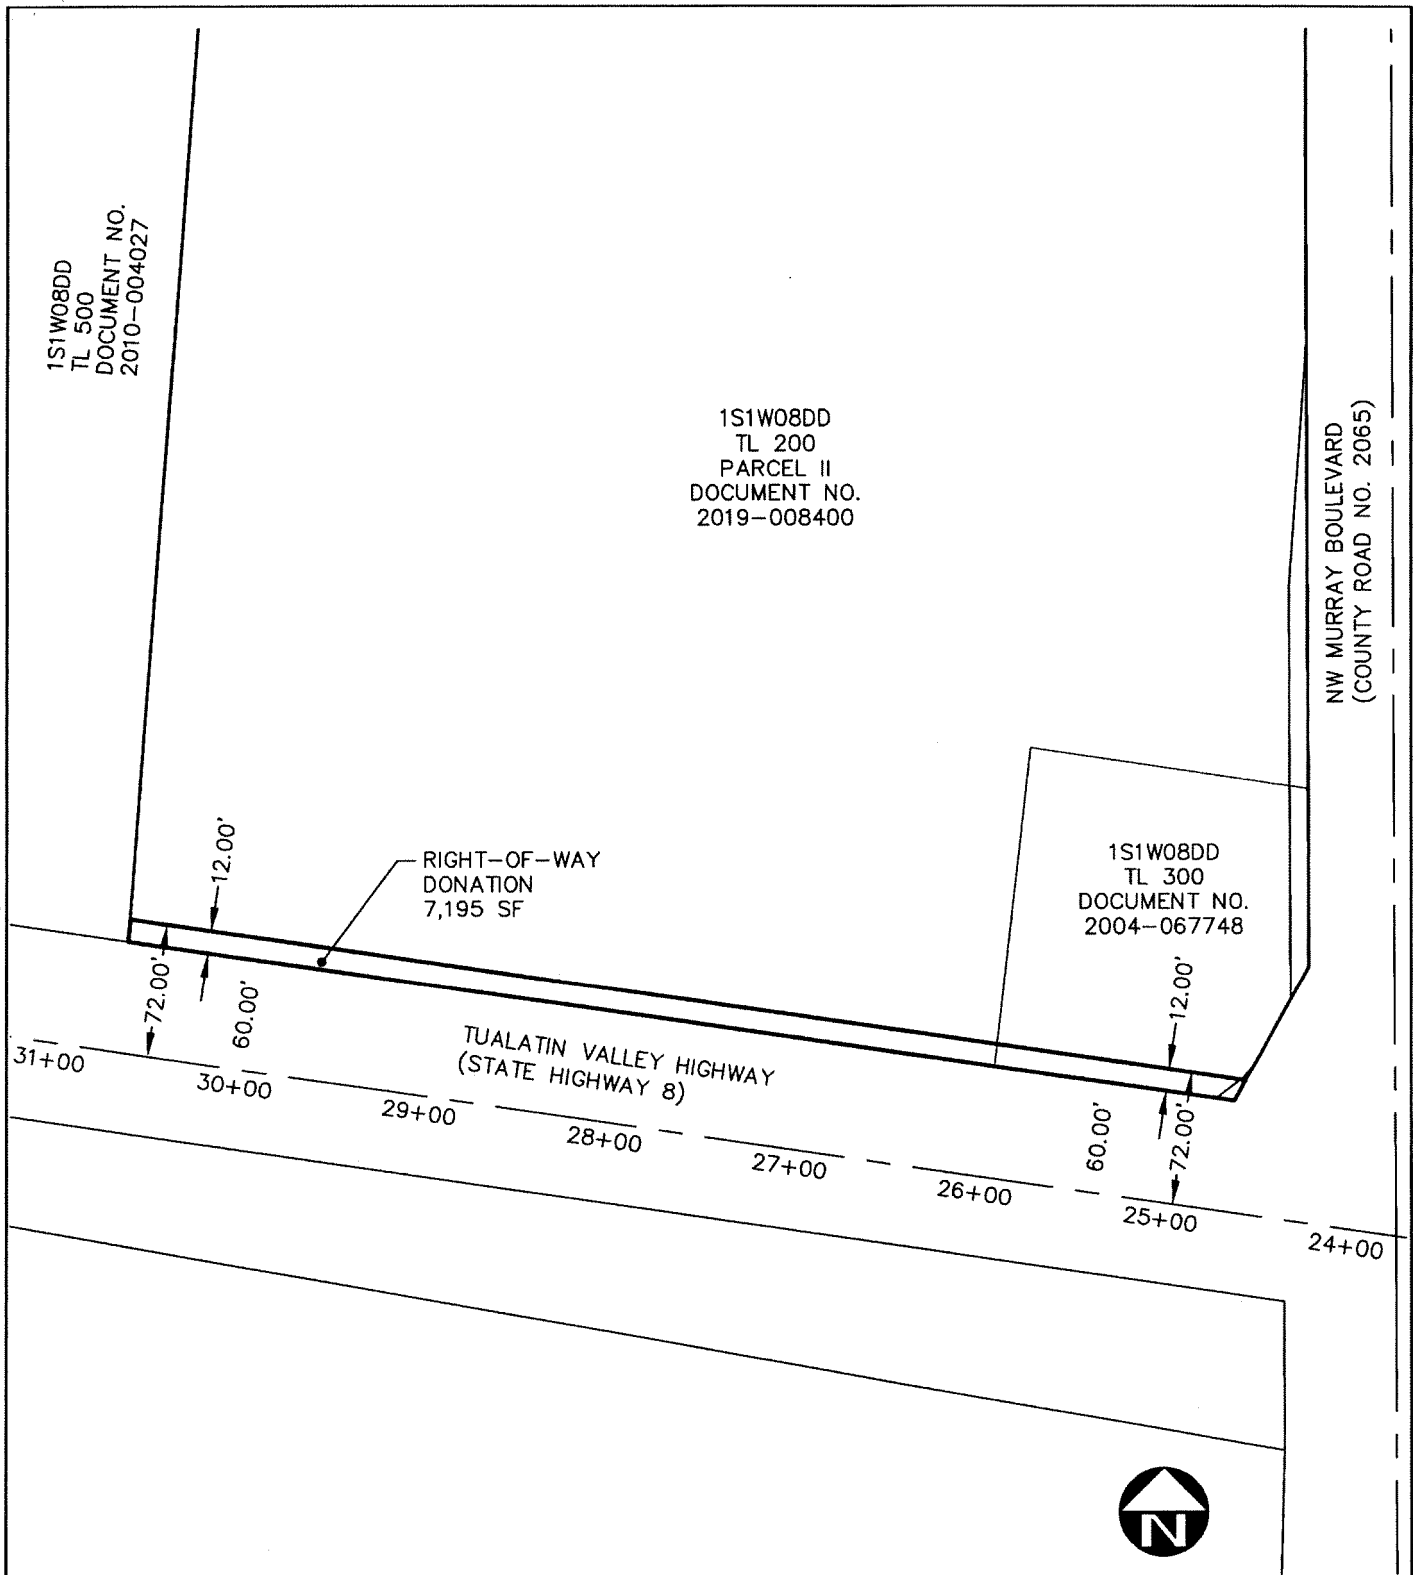 1S1W08DD
TL 500
DOCUMENT NO.
2010-004027
1S1W08DD
TL 200
PARCEL II
DOCUMENT NO.
2019-008400
NW MURRAY BOULEVARD
(COUNTY ROAD NO. 2065)
12.00'
RIGHT-OF-WAY
DONATION
7,195 SF
1S1W08DD
TL 300
DOCUMENT NO.
2004-067748
72.00'
60.00'
12.00'
TUALATIN VALLEY HIGHWAY
(STATE HIGHWAY 8)
60.00'
72.00'
31+00
30+00
29+00
28+00
27+00
26+00
25+00
24+00
N